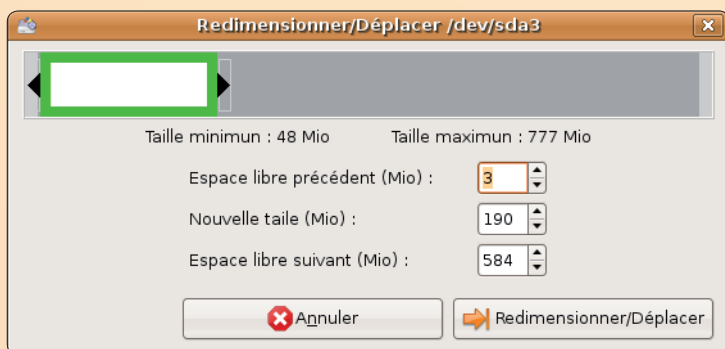 Redimensionner/Déplacer /dev/sda3
Taille minimun : 48 Mio Taille maximun : 777 Mio
Espace libre précédent (Mio) : 3
Nouvelle taile (Mio) : 190
Espace libre suivant (Mio) : 584
Annuler Redimensionner/Déplacer